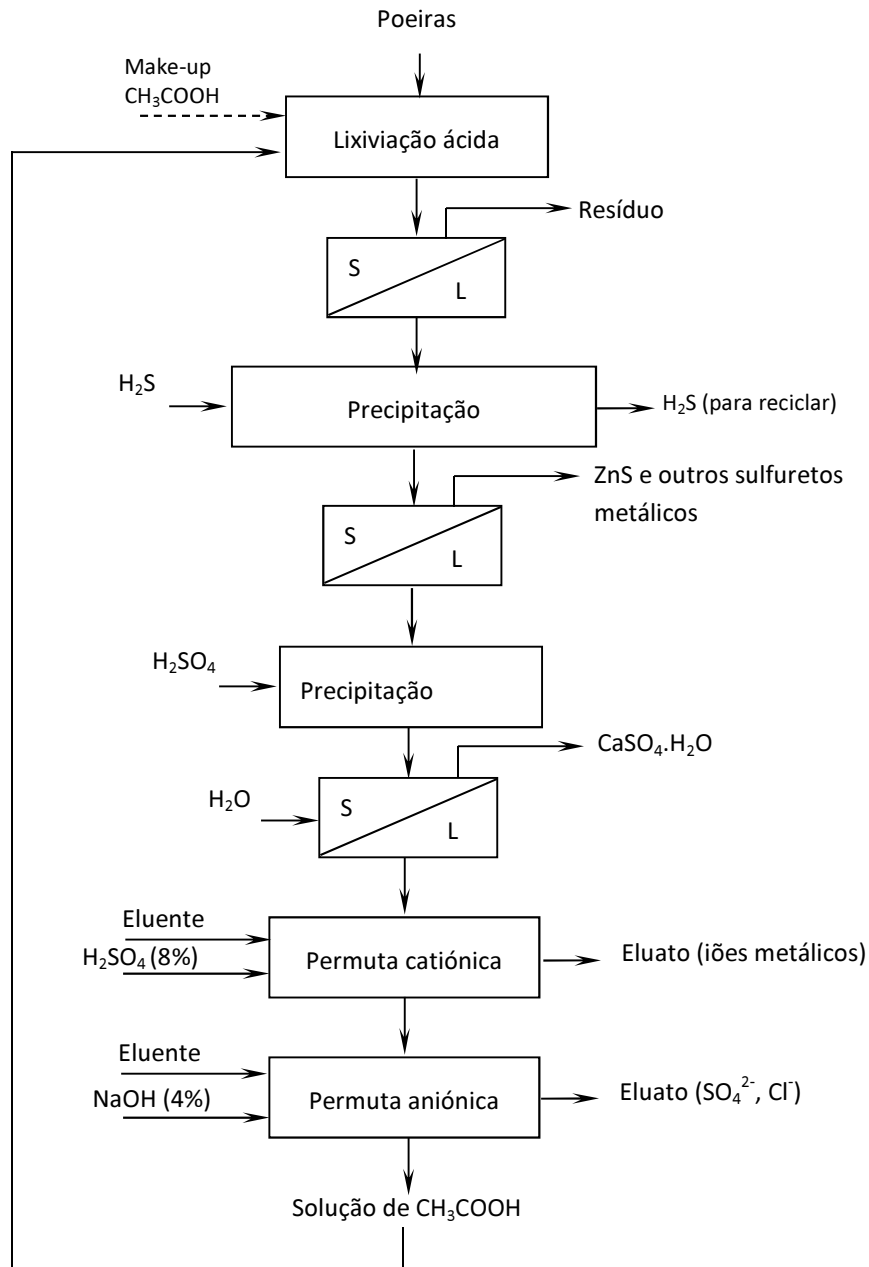 Poeiras
Make-up
CH₃COOH
Lixiviação ácida
Resíduo
S
L
H₂S
Precipitação
H₂S (para reciclar)
ZnS e outros sulfuretos
metálicos
S
L
H₂SO₄
Precipitação
CaSO₄.H₂O
H₂O
S
L
Eluente
H₂SO₄ (8%)
Permuta catiónica
Eluato (iões metálicos)
Eluente
NaOH (4%)
Permuta aniónica
Eluato (SO₄²⁻, Cl⁻)
Solução de CH₃COOH